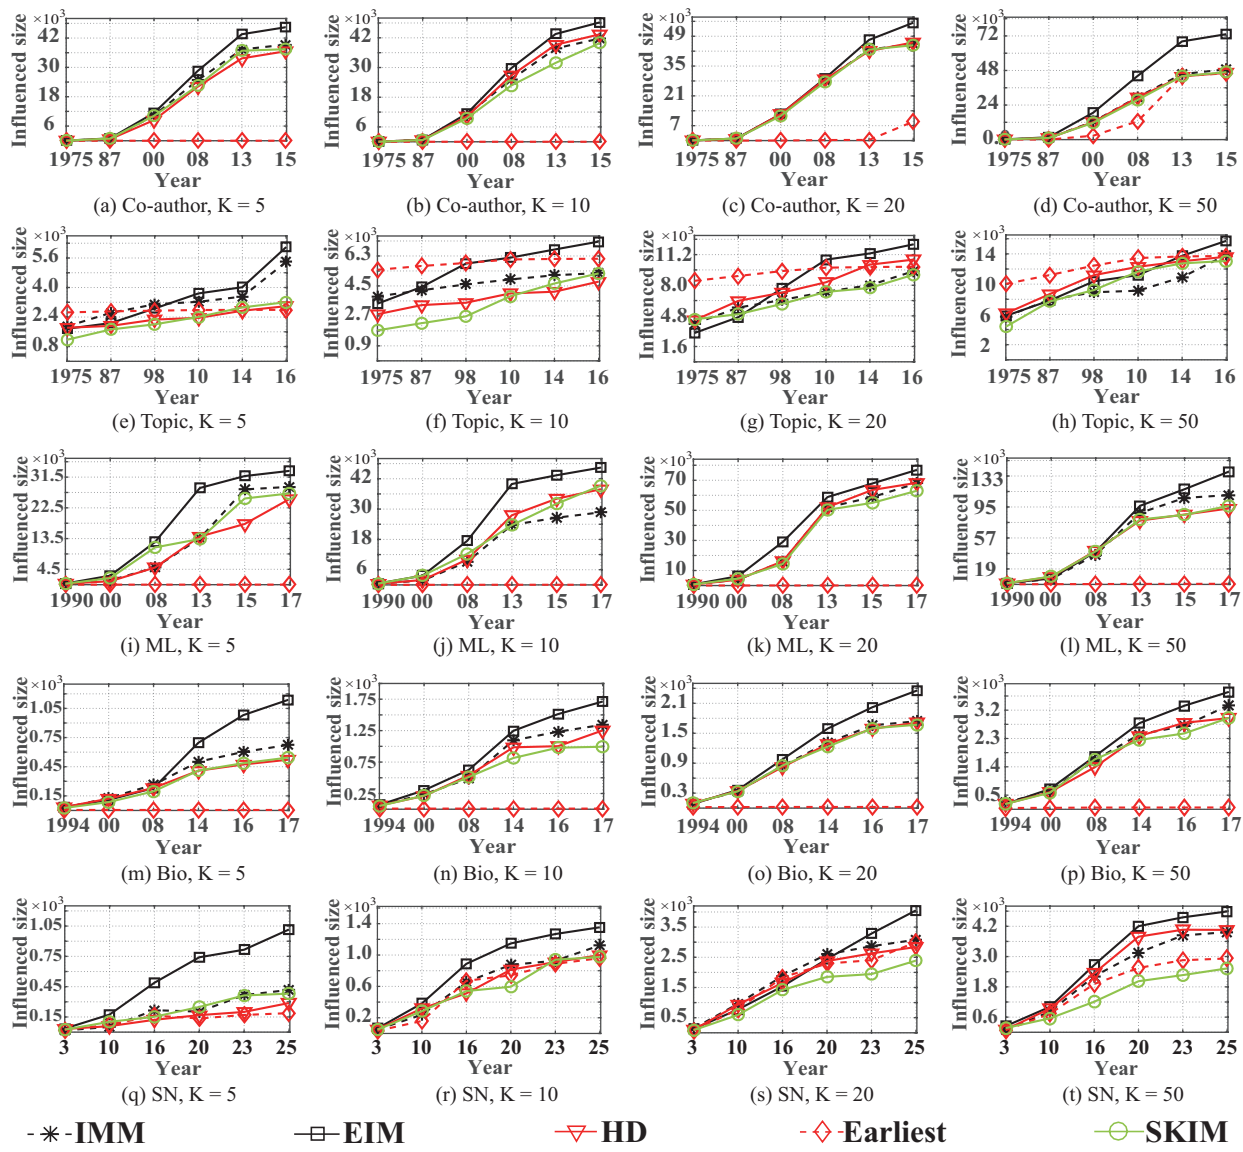 ×10³ ×10³ ×10³ ×10³
Influenced size Influenced size Influenced size Influenced size
42 42 49 72
30 30 35 48
18 18 21 24
6 6 7 0
1975 87 00 08 13 15 1975 87 00 08 13 15 1975 87 00 08 13 15 1975 87 00 08 13 15
Year Year Year Year
(a) Co-author, K = 5 (b) Co-author, K = 10 (c) Co-author, K = 20 (d) Co-author, K = 50
×10³ ×10³ ×10³ ×10³
Influenced size Influenced size Influenced size Influenced size
5.6 6.3 11.2 14
4.0 4.5 8.0 10
2.4 2.7 4.8 6
0.8 0.9 1.6 2
1975 87 98 10 14 16 1975 87 98 10 14 16 1975 87 98 10 14 16 1975 87 98 10 14 16
Year Year Year Year
(e) Topic, K = 5 (f) Topic, K = 10 (g) Topic, K = 20 (h) Topic, K = 50
×10³ ×10³ ×10³ ×10³
Influenced size Influenced size Influenced size Influenced size
31.5 42 70 133
22.5 30 50 95
13.5 18 30 57
4.5 6 10 19
1990 00 08 13 15 17 1990 00 08 13 15 17 1990 00 08 13 15 17 1990 00 08 13 15 17
Year Year Year Year
(i) ML, K = 5 (j) ML, K = 10 (k) ML, K = 20 (l) ML, K = 50
×10³ ×10³ ×10³ ×10³
Influenced size Influenced size Influenced size Influenced size
1.05 1.75 2.1 3.2
0.75 1.25 1.5 2.3
0.45 0.75 0.9 1.4
0.15 0.25 0.3 0.5
1994 00 08 14 16 17 1994 00 08 14 16 17 1994 00 08 14 16 17 1994 00 08 14 16 17
Year Year Year Year
(m) Bio, K = 5 (n) Bio, K = 10 (o) Bio, K = 20 (p) Bio, K = 50
×10³ ×10³ ×10³ ×10³
Influenced size Influenced size Influenced size Influenced size
1.05 1.4 3.5 4.2
0.75 1.0 2.5 3.0
0.45 0.6 1.5 1.8
0.15 0.2 0.5 0.6
3 10 16 20 23 25 3 10 16 20 23 25 3 10 16 20 23 25 3 10 16 20 23 25
Year Year Year Year
(q) SN, K = 5 (r) SN, K = 10 (s) SN, K = 20 (t) SN, K = 50
IMM EIM HD Earliest SKIM